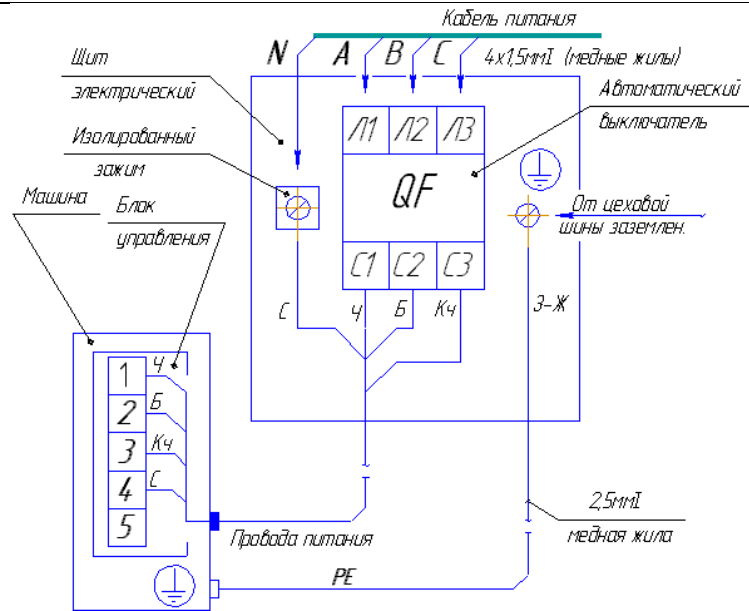 Кабель питания
N A B C 4х1,5ммI (медные жилы)
Щит
электрический
Автоматический
выключатель
Изолированный
зажим
Л1 Л2 Л3
QF
Машина
Блок
управления
От цеховой
шины заземлен.
С1 С2 С3
С Ч Б Кч З-Ж
1 Ч
2 Б
3 Кч
4 С
5
Провода питания
2,5ммI
медная жила
PE